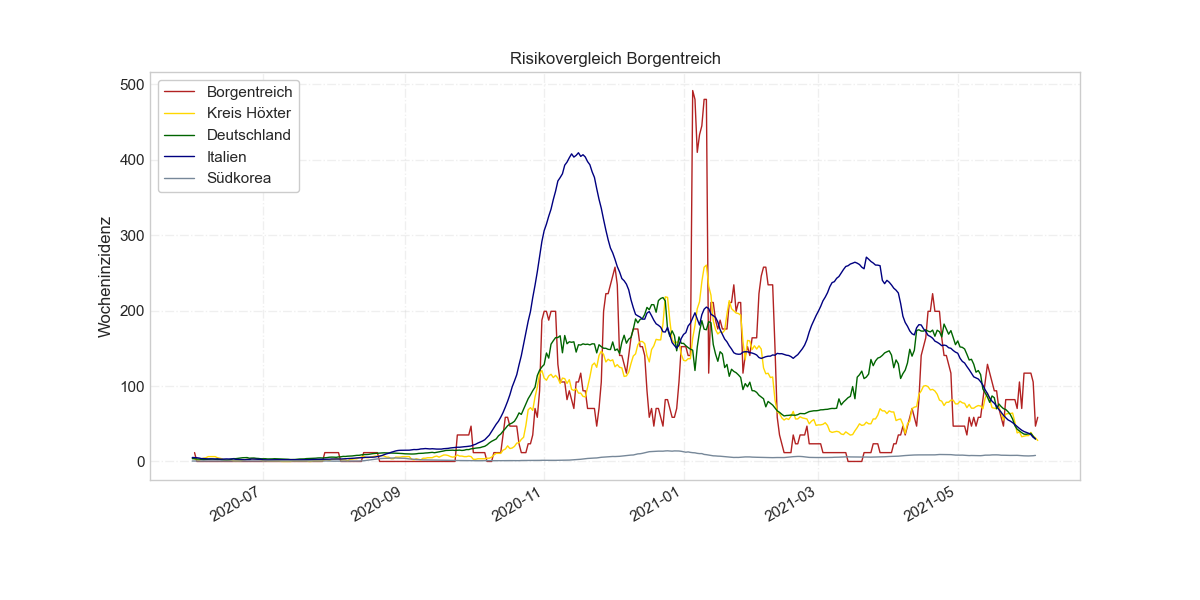 Risikovergleich Borgentreich
Wocheninzidenz
500
400
300
200
100
0
Borgentreich
Kreis Höxter
Deutschland
Italien
Südkorea
2020-07
2020-09
2020-11
2021-01
2021-03
2021-05